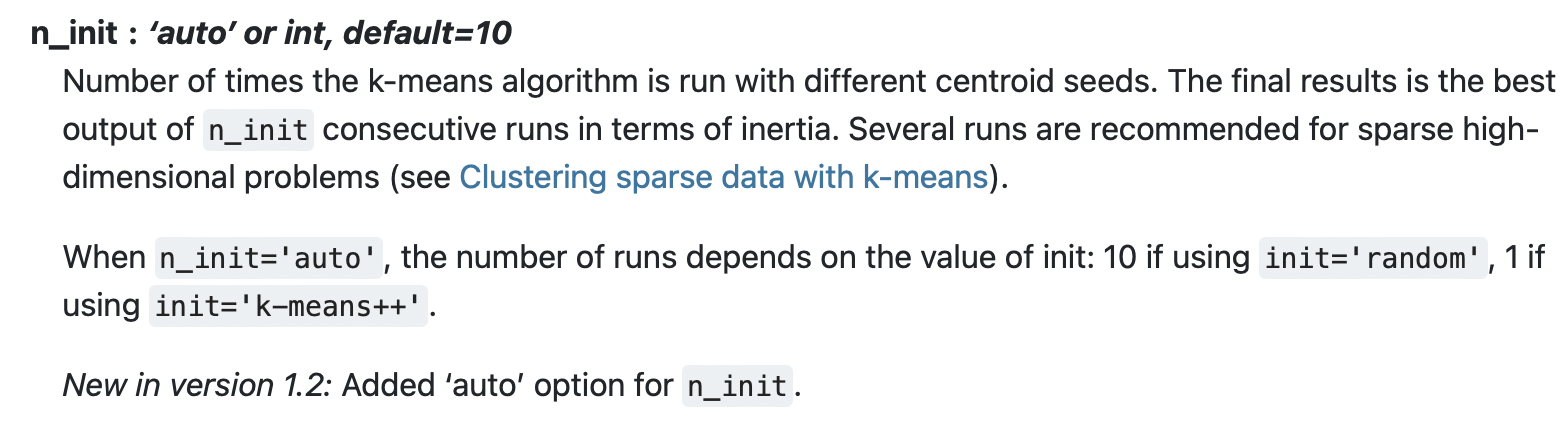 n_init : ‘auto’ or int, default=10
Number of times the k-means algorithm is run with different centroid seeds. The final results is the best
output of n_init consecutive runs in terms of inertia. Several runs are recommended for sparse high-
dimensional problems (see Clustering sparse data with k-means).
When n_init='auto', the number of runs depends on the value of init: 10 if using init='random', 1 if
using init='k-means++'.
New in version 1.2: Added ‘auto’ option for n_init.